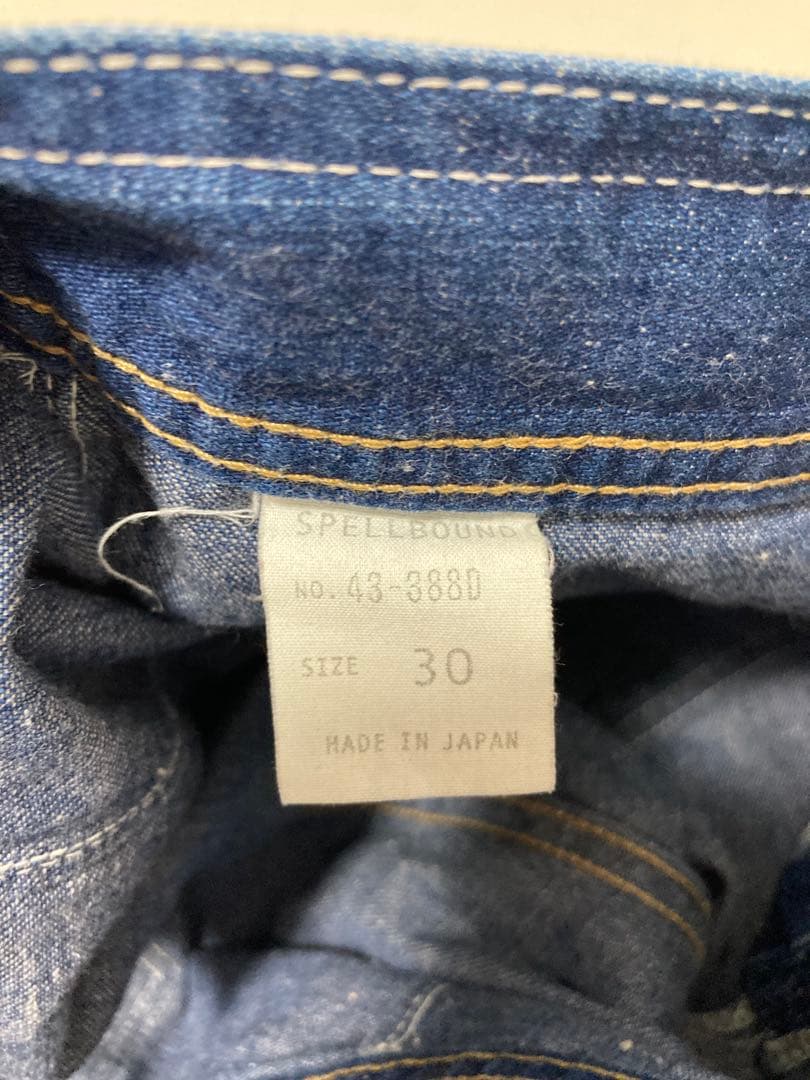 SPELLBOUND
NO. 43-388D
SIZE 30
MADE IN JAPAN